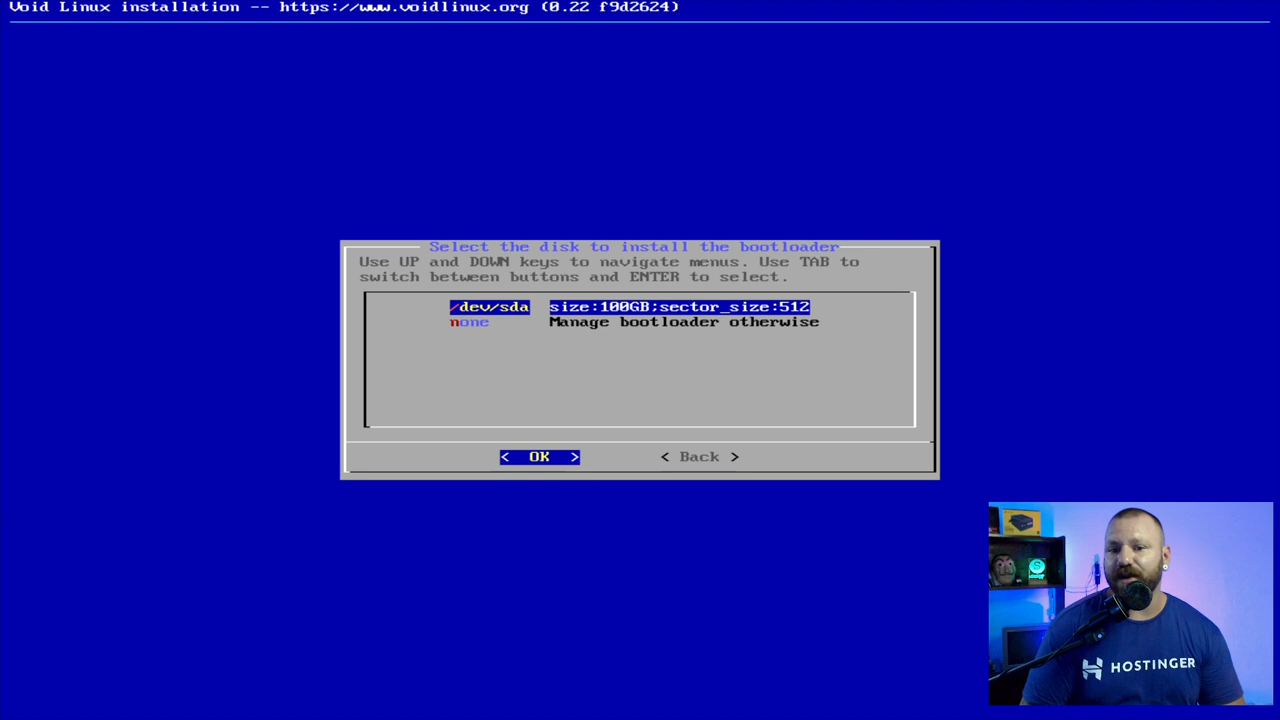 Void Linux installation -- https://www.voidlinux.org (0.22 f9d2624)
Select the disk to install the bootloader
Use UP and DOWN keys to navigate menus. Use TAB to
switch between buttons and ENTER to select.
/dev/sda size:100GB;sector_size:512
none Manage bootloader otherwise
< OK > < Back >
HOSTINGER